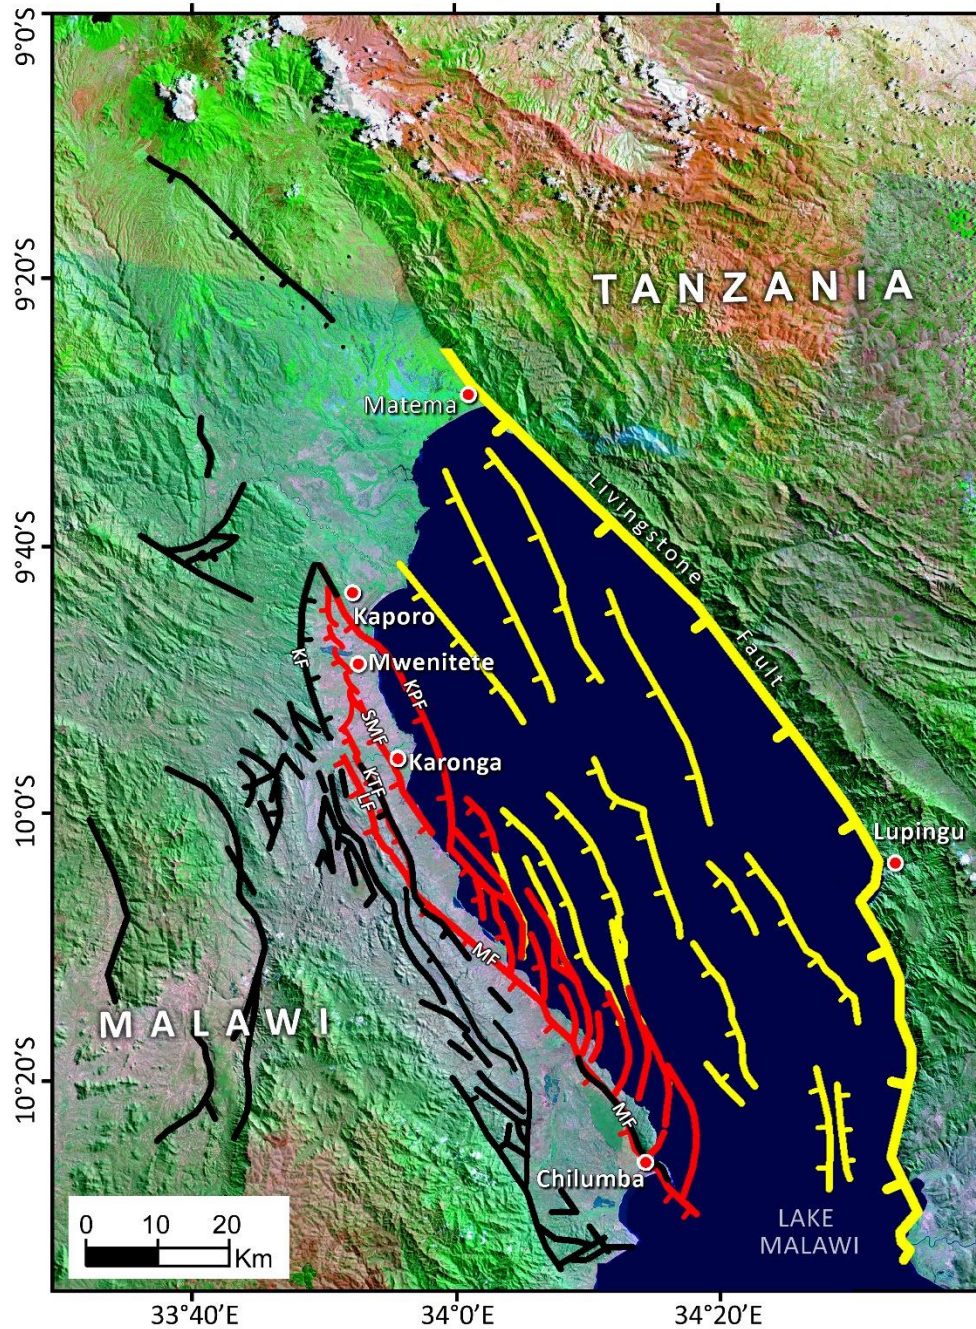 9°0'S
9°20'S
9°40'S
10°0'S
10°20'S
TANZANIA
Matema
Livingstone
Fault
Kaporo
KF
Mwenitete
KPF
SMF
Karonga
KTF
LF
Lupingu
MF
MALAWI
MF
Chilumba
LAKE
MALAWI
0 10 20
Km
33°40'E 34°0'E 34°20'E